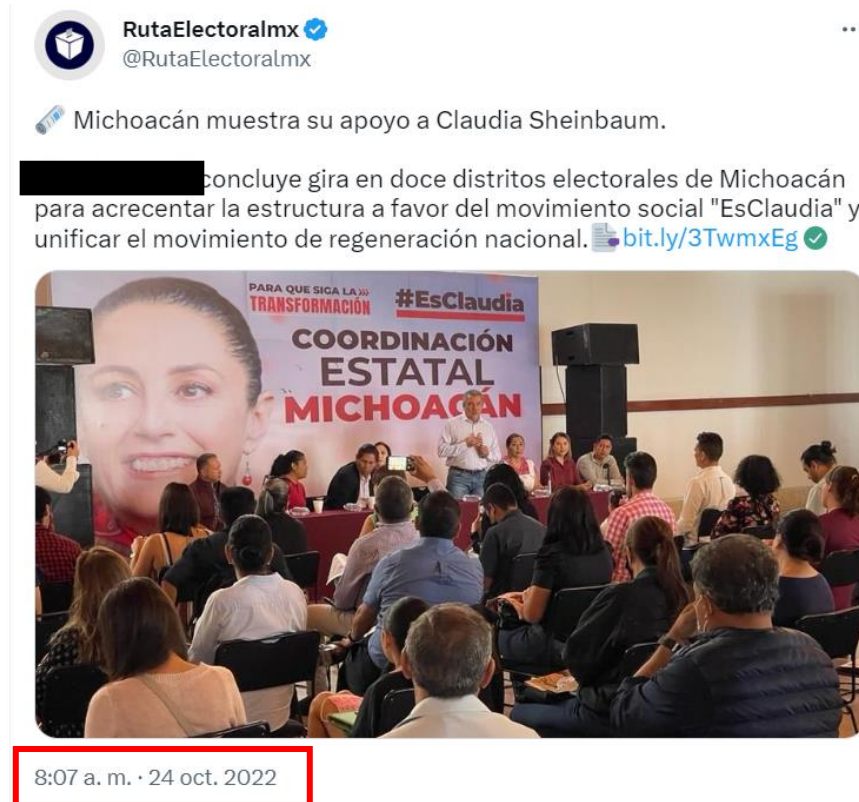 RutaElectoralmx
@RutaElectoralmx
Michoacán muestra su apoyo a Claudia Sheinbaum.
concluye gira en doce distritos electorales de Michoacán
para acrecentar la estructura a favor del movimiento social "EsClaudia" y
unificar el movimiento de regeneración nacional. bit.ly/3TwmxEg
PARA QUE SIGA LA
TRANSFORMACIÓN
#EsClaudia
COORDINACIÓN
ESTATAL
MICHOACÁN
8:07 a. m. · 24 oct. 2022